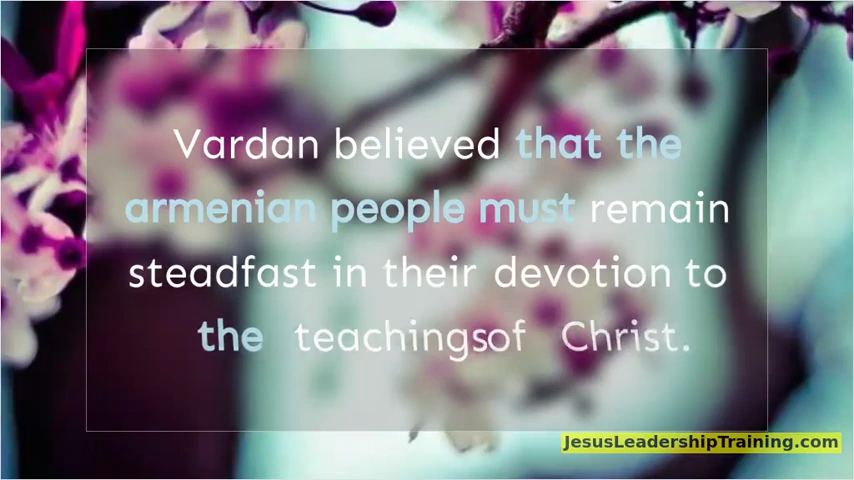 Vardan believed that the
armenian people must remain
steadfast in their devotion to
the teachingsof Christ.
JesusLeadershipTraining.com